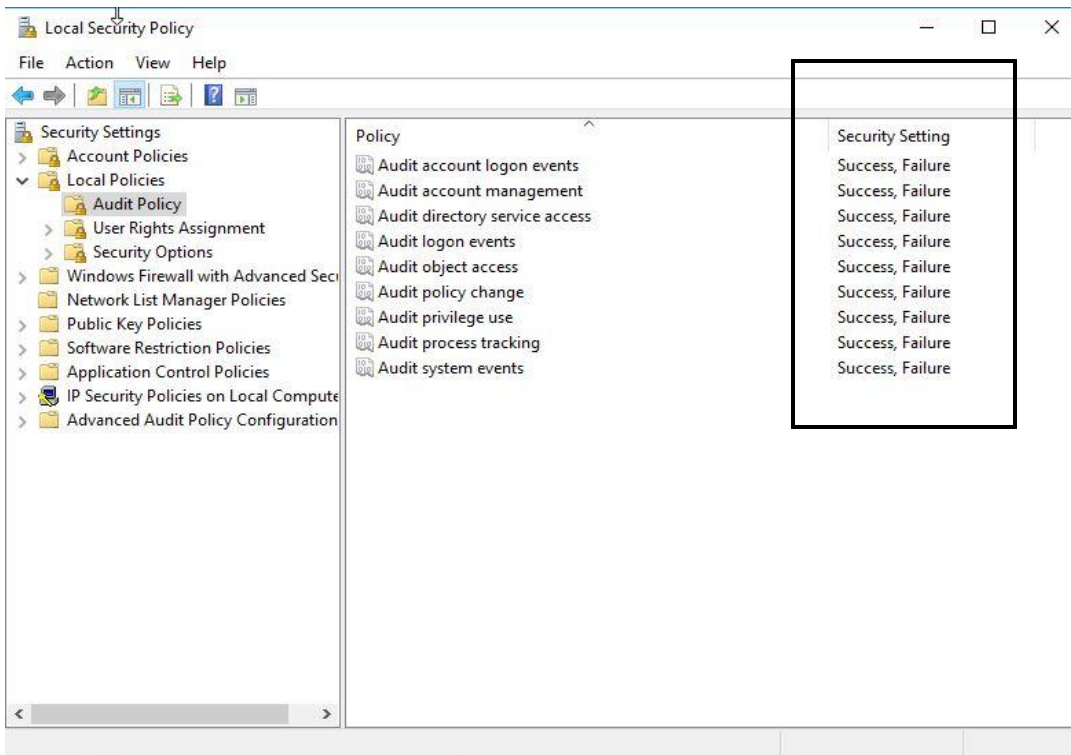 Local Security Policy
File Action View Help
Security Settings
Account Policies
Local Policies
Audit Policy
User Rights Assignment
Security Options
Windows Firewall with Advanced Secu
Network List Manager Policies
Public Key Policies
Software Restriction Policies
Application Control Policies
IP Security Policies on Local Compute
Advanced Audit Policy Configuration
Policy Security Setting
Audit account logon events Success, Failure
Audit account management Success, Failure
Audit directory service access Success, Failure
Audit logon events Success, Failure
Audit object access Success, Failure
Audit policy change Success, Failure
Audit privilege use Success, Failure
Audit process tracking Success, Failure
Audit system events Success, Failure